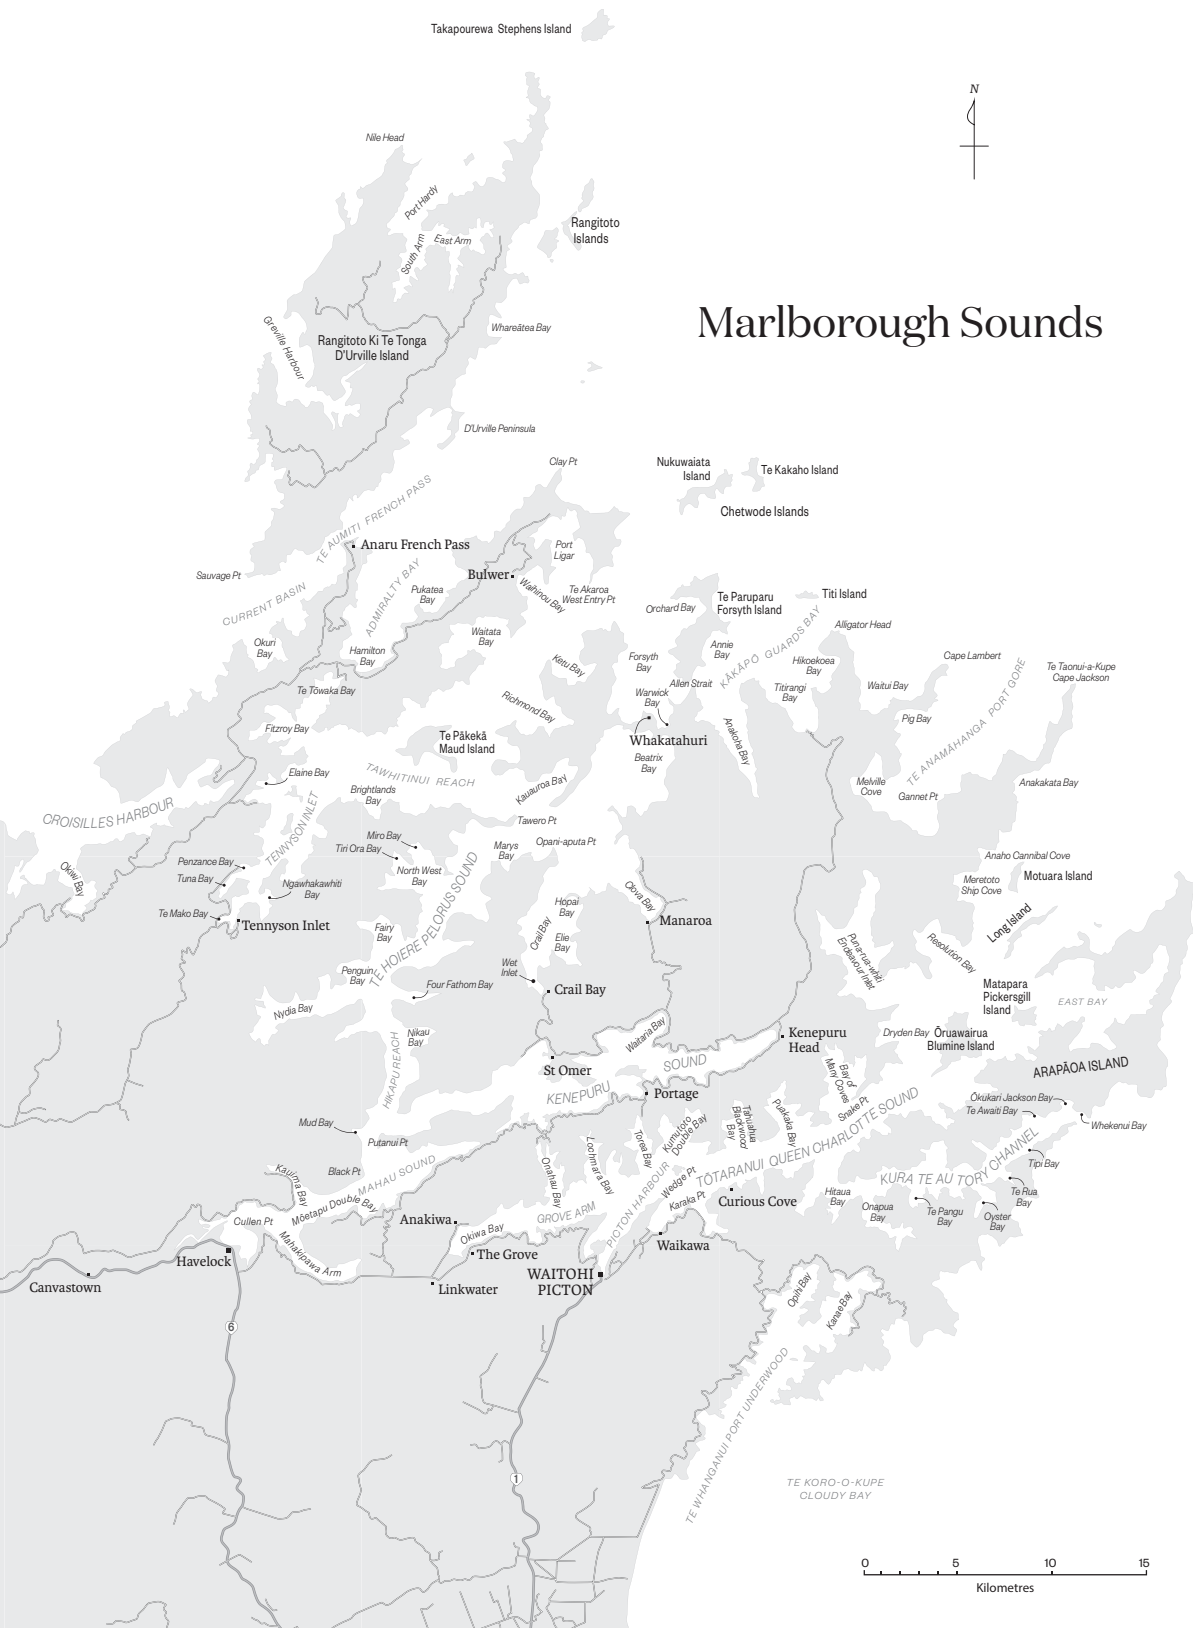 Takapourewa Stephens Island
N
Nile Head
Port Hardy
Rangitoto
Islands
South Arm
East Arm
Marlborough Sounds
Greville Harbour
Whareātea Bay
Rangitoto Ki Te Tonga
D'Urville Island
D'Urville Peninsula
Clay Pt
Nukuwaiata
Island
Te Kakaho Island
Chetwode Islands
TE AUMITI FRENCH PASS
Anaru French Pass
Port
Ligar
Sauvage Pt
CURRENT BASIN
ADMIRALTY BAY
Pukatea
Bay
Bulwer
Waihinou Bay
Te Akaroa
West Entry Pt
Orchard Bay
Te Paruparu
Forsyth Island
Titi Island
Alligator Head
Okuri
Bay
Hamilton
Bay
Waitata
Bay
Ketu Bay
Forsyth
Bay
Annie
Bay
KĀKĀPŌ GUARDS BAY
Hikoekoea
Bay
Cape Lambert
Te Taonui-a-Kupe
Cape Jackson
Te Tōwaka Bay
Richmond Bay
Allen Strait
Warwick
Bay
Titirangi
Bay
Waitui Bay
Pig Bay
TE ANAMĀHANGA PORT GORE
Fitzroy Bay
Te Pākekā
Maud Island
Whakatahuri
Anakoha Bay
Beatrix
Bay
Elaine Bay
TAWHITINUI REACH
Brightlands
Bay
Kauauroa Bay
Melville
Cove
Gannet Pt
Anakakata Bay
CROISILLES HARBOUR
TENNYSON INLET
Tawero Pt
Miro Bay
Tiri Ora Bay
Marys
Bay
Opani-aputa Pt
Okiwi Bay
Penzance Bay
Tuna Bay
Ngawhakawhiti
Bay
North West
Bay
Anaho Cannibal Cove
Meretoto
Ship Cove
Motuara Island
Te Mako Bay
Tennyson Inlet
Fairy
Bay
TE HOIERE PELORUS SOUND
Hopai
Bay
Crail Bay
Elie
Bay
Clova Bay
Manaroa
Long Island
Puna-rua-whiti
Endeavour Inlet
Resolution Bay
Penguin
Bay
Four Fathom Bay
Wet
Inlet
Crail Bay
Matapara
Pickersgill
Island
EAST BAY
Nydia Bay
Nikau
Bay
Waitaria Bay
Kenepuru
Head
Dryden Bay
Ōruawairua
Blumine Island
HIKAPU REACH
St Omer
KENEPURU
SOUND
Bay of
Many Coves
ARAPĀOA ISLAND
Portage
Snake Pt
Ōkukari Jackson Bay
Te Awaiti Bay
Whekenui Bay
Mud Bay
Putanui Pt
Torea Bay
Kumutoto
Double Bay
Tahuahua
Blackwood
Bay
Puakaka Bay
TŌTARANUI QUEEN CHARLOTTE SOUND
Black Pt
MAHAU SOUND
Onahau Bay
Lochmara Bay
Wedge Pt
KURA TE AU TORY CHANNEL
Tipi Bay
Kauma Bay
Mōetapu Double Bay
Karaka Pt
Curious Cove
Hitaua
Bay
Onapua
Bay
Te Pangu
Bay
Te Rua
Bay
Oyster
Bay
Cullen Pt
Anakiwa
Okiwa Bay
GROVE ARM
PICTON HARBOUR
Mahakipawa Arm
The Grove
Waikawa
Havelock
Canvastown
Linkwater
WAITOHI
PICTON
Opihi Bay
Kanae Bay
6
TE WHANGANUI PORT UNDERWOOD
1
TE KORO-O-KUPE
CLOUDY BAY
0 5 10 15
Kilometres